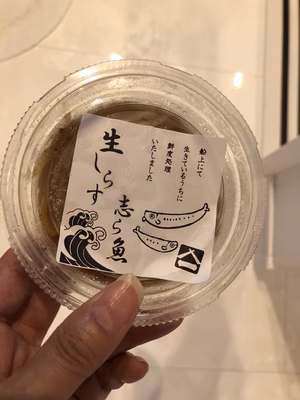 船上にて
生きているうちに
鮮度処理
いたしました
生しらす
志ら魚